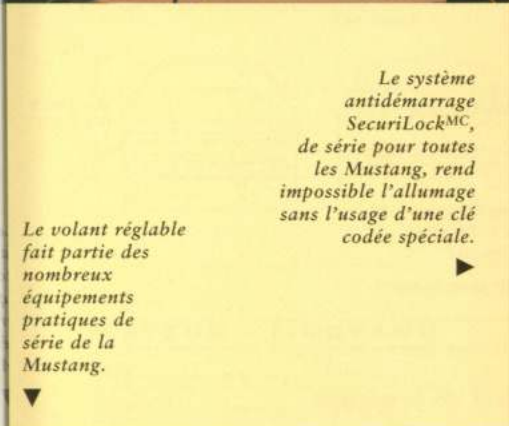 Le système
antidémarrage
SecuriLockMC,
de série pour toutes
les Mustang, rend
impossible l'allumage
sans l'usage d'une clé
codée spéciale.
►
Le volant réglable
fait partie des
nombreux
équipements
pratiques de
série de la
Mustang.
▼